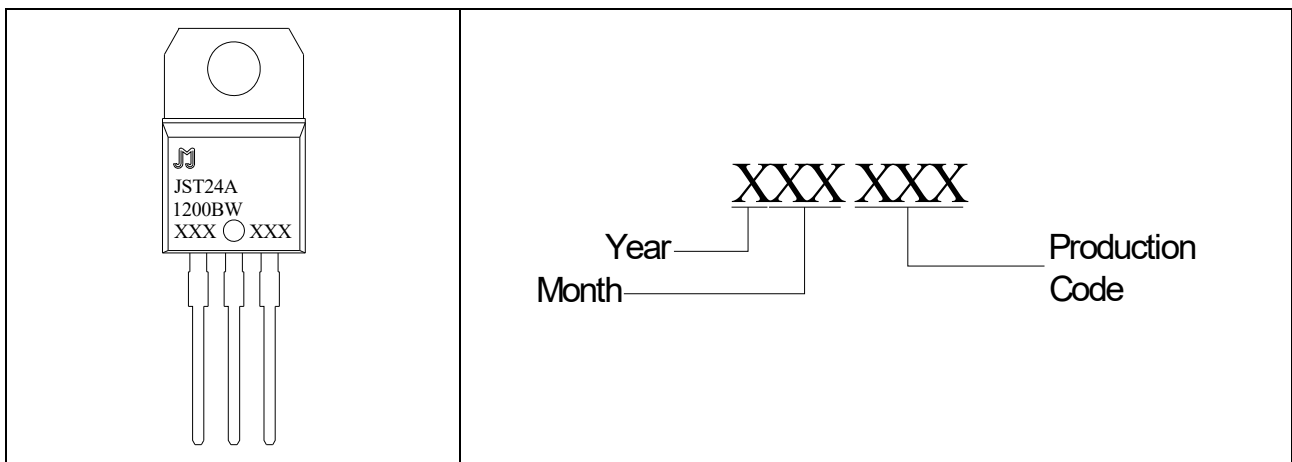 JJ
JST24A
1200BW
XXX XXX
XXX XXX
Year
Month
Production
Code